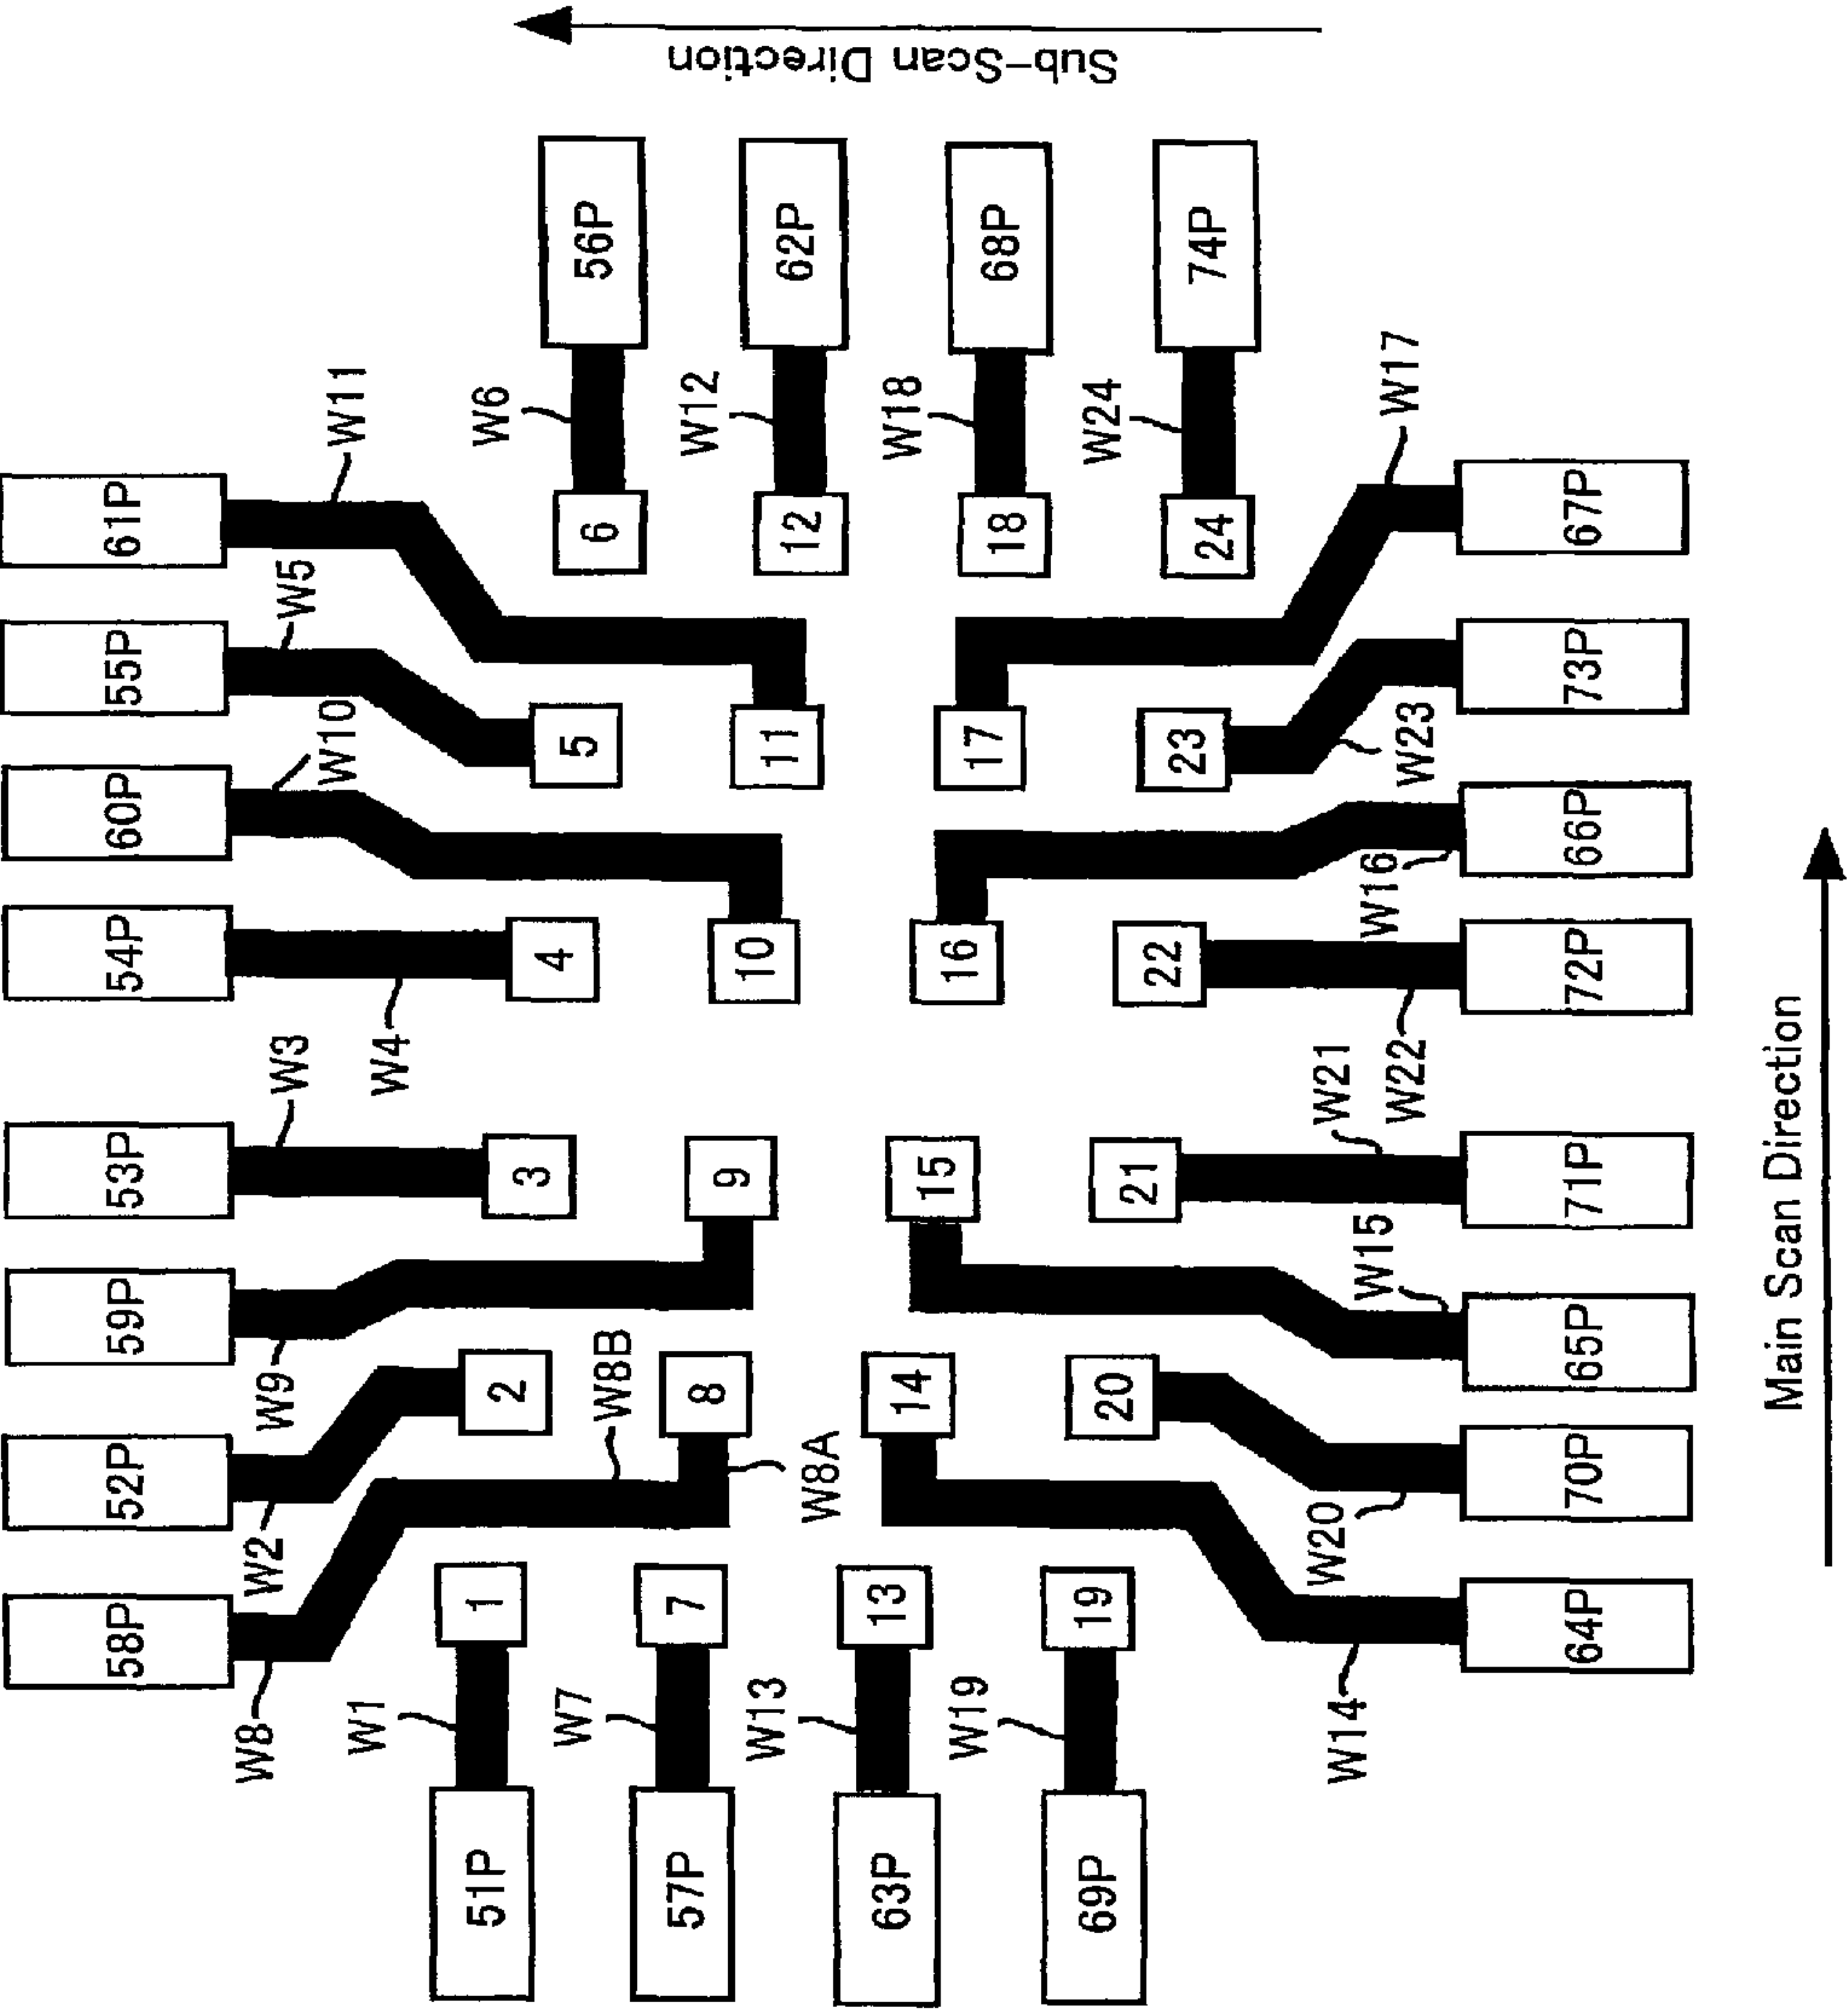 58P
52P
59P
53P
54P
60P
55P
61P
W8
W2
W9
W3
W10
W5
W11
W1
W4
W6
51P
1
2
3
4
5
6
56P
W7
W8B
W12
57P
7
8
9
10
11
12
62P
W13
W8A
W18
63P
13
14
15
16
17
18
68P
W19
W24
69P
19
20
21
22
23
24
74P
W14
W20
W15
W21
W22
W16
W23
W17
64P
70P
65P
71P
72P
66P
73P
67P
Main Scan Direction
Sub-Scan Direction